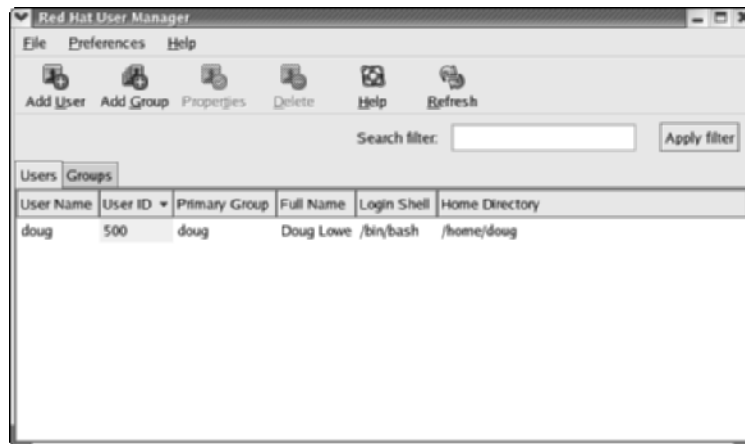 Red Hat User Manager
File Preferences Help
Add User Add Group Properties Delete Help Refresh
Search filter: Apply filter
Users Groups
User Name User ID Primary Group Full Name Login Shell Home Directory
doug 500 doug Doug Lowe /bin/bash /home/doug